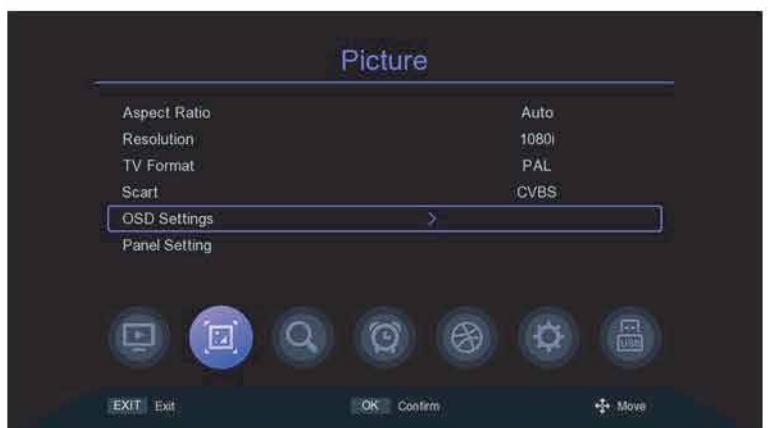 Picture
Aspect Ratio Auto
Resolution 1080i
TV Format PAL
Scart CVBS
OSD Settings >
Panel Setting
USB
EXIT Exit OK Confirm Move